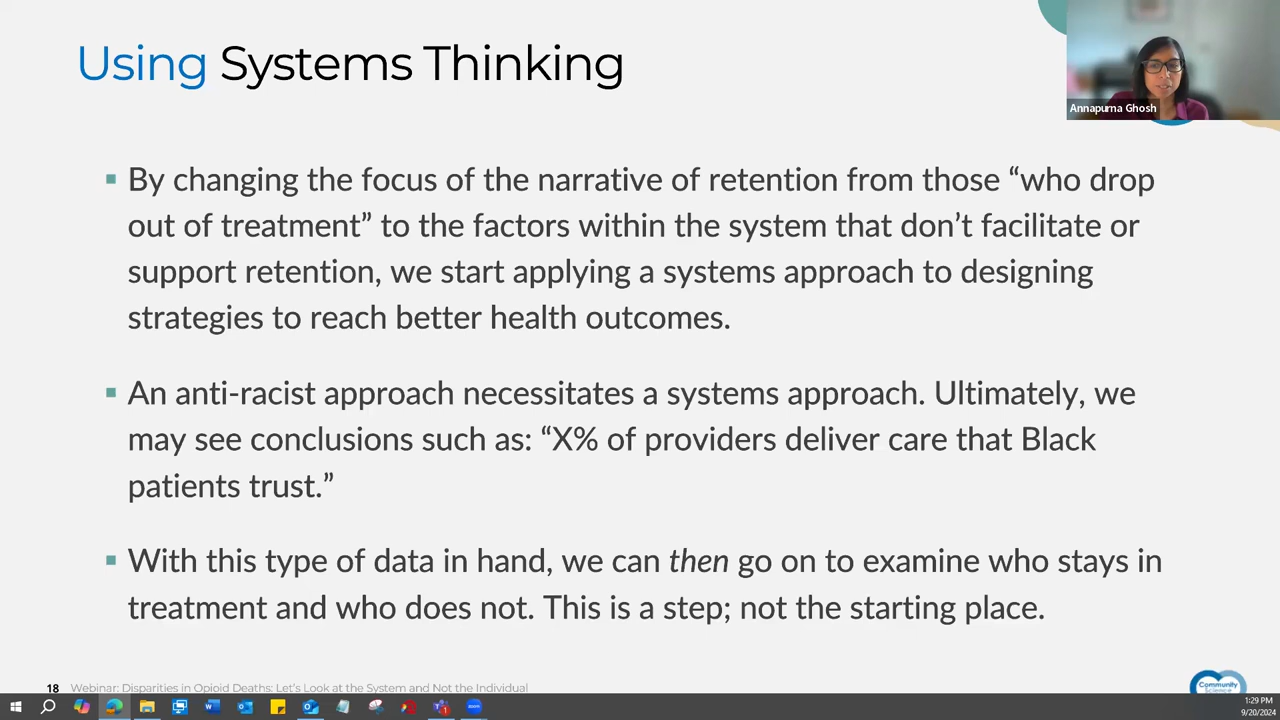 Using Systems Thinking
Annapurna Ghosh
▪ By changing the focus of the narrative of retention from those “who drop
out of treatment” to the factors within the system that don’t facilitate or
support retention, we start applying a systems approach to designing
strategies to reach better health outcomes.
▪ An anti-racist approach necessitates a systems approach. Ultimately, we
may see conclusions such as: “X% of providers deliver care that Black
patients trust.”
▪ With this type of data in hand, we can then go on to examine who stays in
treatment and who does not. This is a step; not the starting place.
18 Webinar: Disparities in Opioid Deaths: Let’s Look at the System and Not the Individual
Community
Science
1:29 PM
9/20/2024